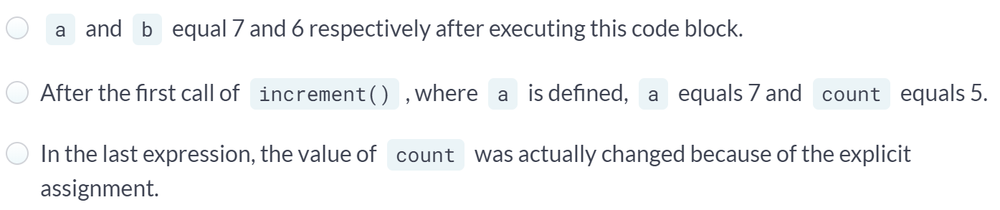 a and b equal 7 and 6 respectively after executing this code block.
After the first call of increment() , where a is defined, a equals 7 and count equals 5.
In the last expression, the value of count was actually changed because of the explicit
assignment.